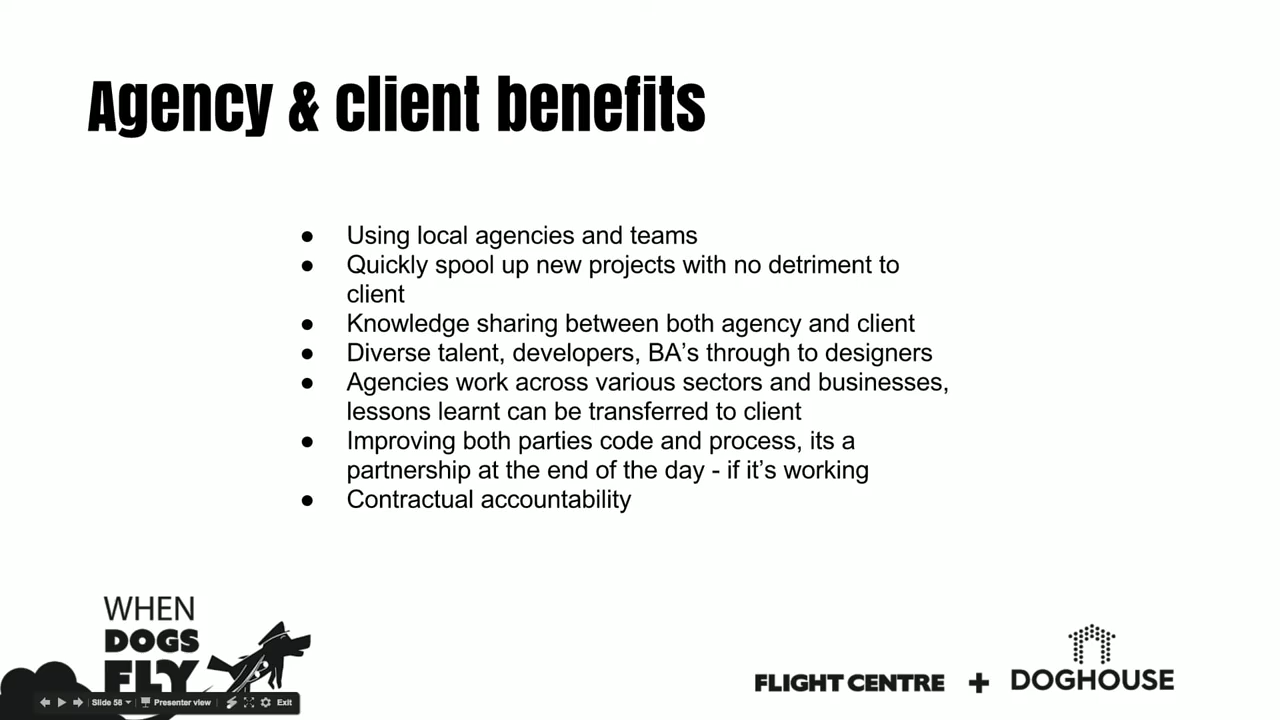 Agency & client benefits
● Using local agencies and teams
● Quickly spool up new projects with no detriment to
client
● Knowledge sharing between both agency and client
● Diverse talent, developers, BA’s through to designers
● Agencies work across various sectors and businesses,
lessons learnt can be transferred to client
● Improving both parties code and process, its a
partnership at the end of the day - if it’s working
● Contractual accountability
WHEN
DOGS
FLY
FLIGHT CENTRE + DOGHOUSE
Slide 58 Presenter view Exit